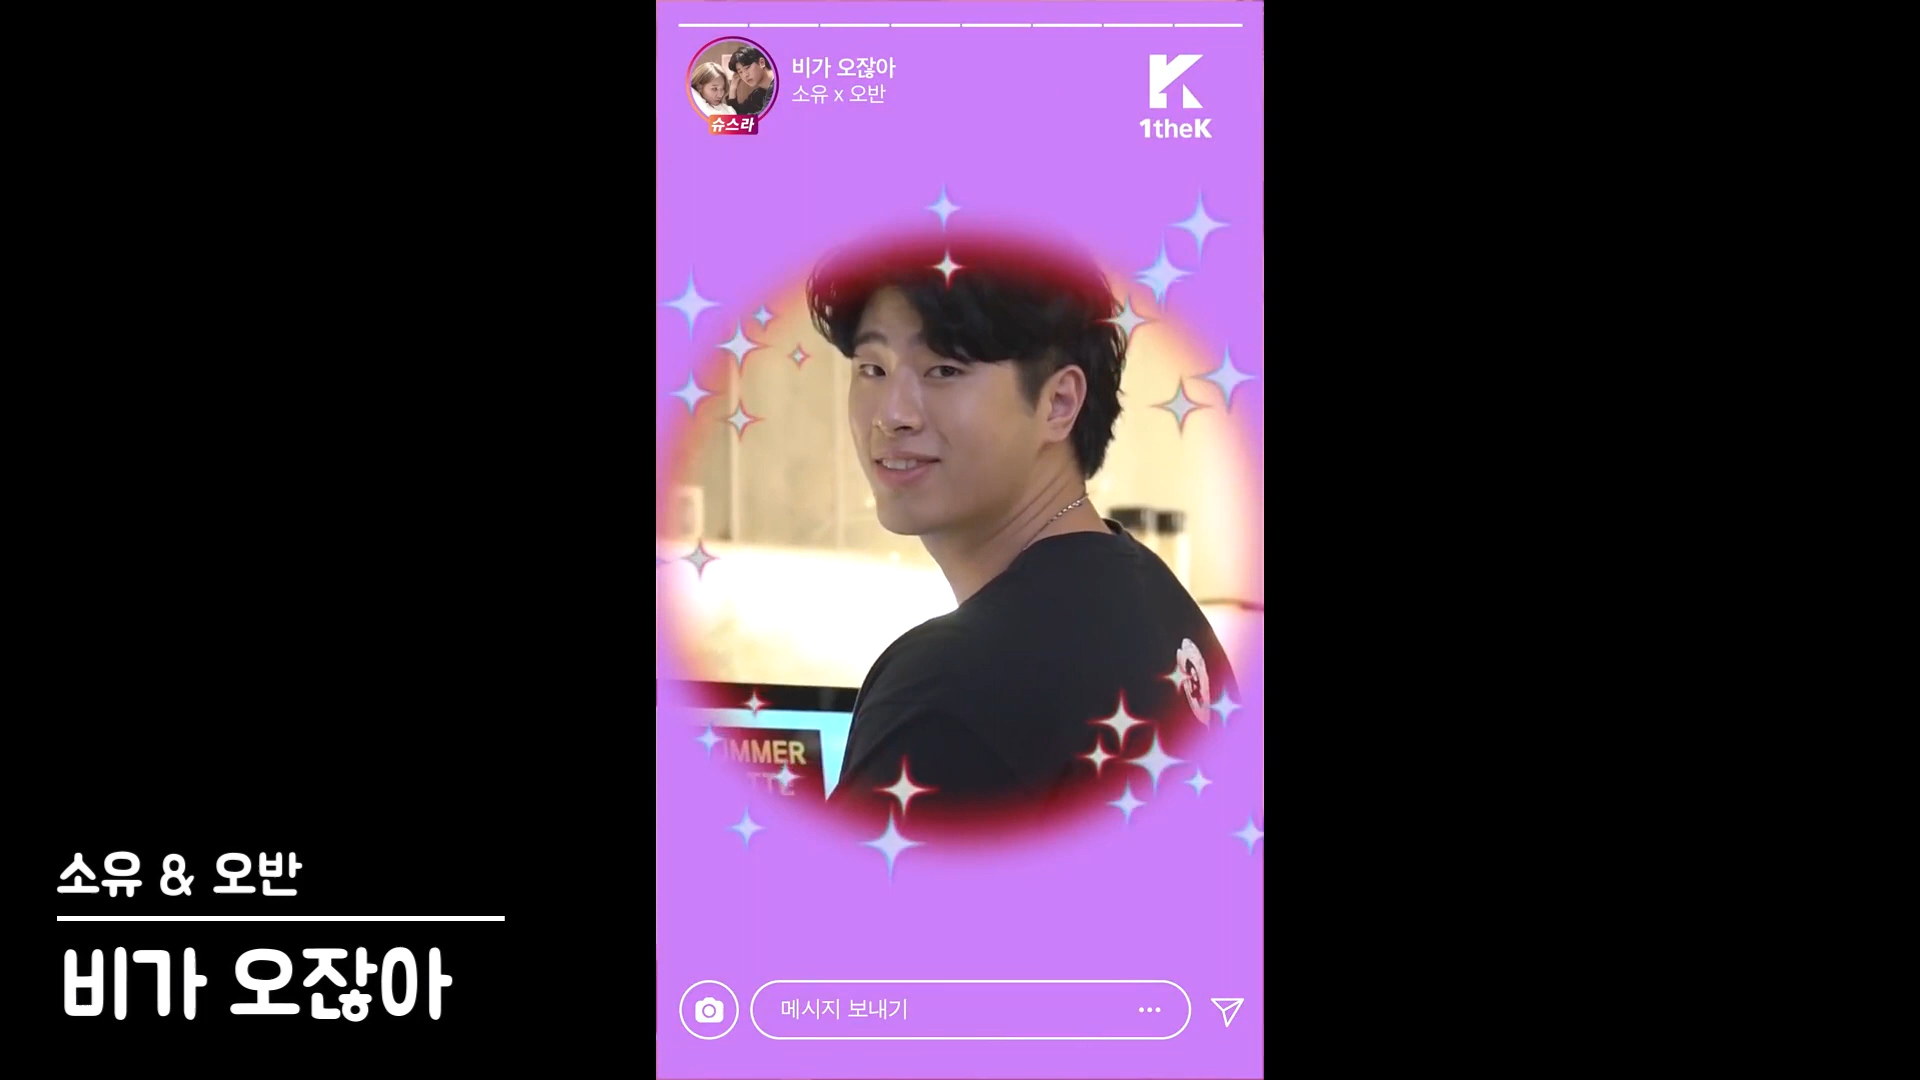 비가 오잖아
소유 x 오반
슈스라
1theK
UMMER
소유 & 오반
비가 오잖아
메시지 보내기